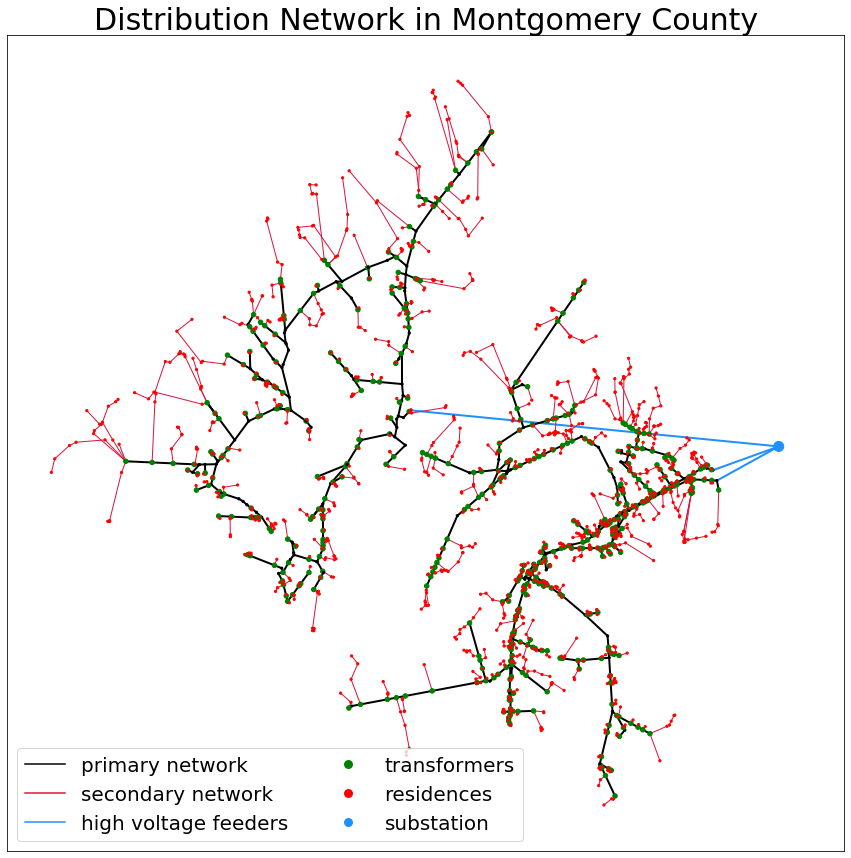 Distribution Network in Montgomery County
primary network
secondary network
high voltage feeders
transformers
residences
substation